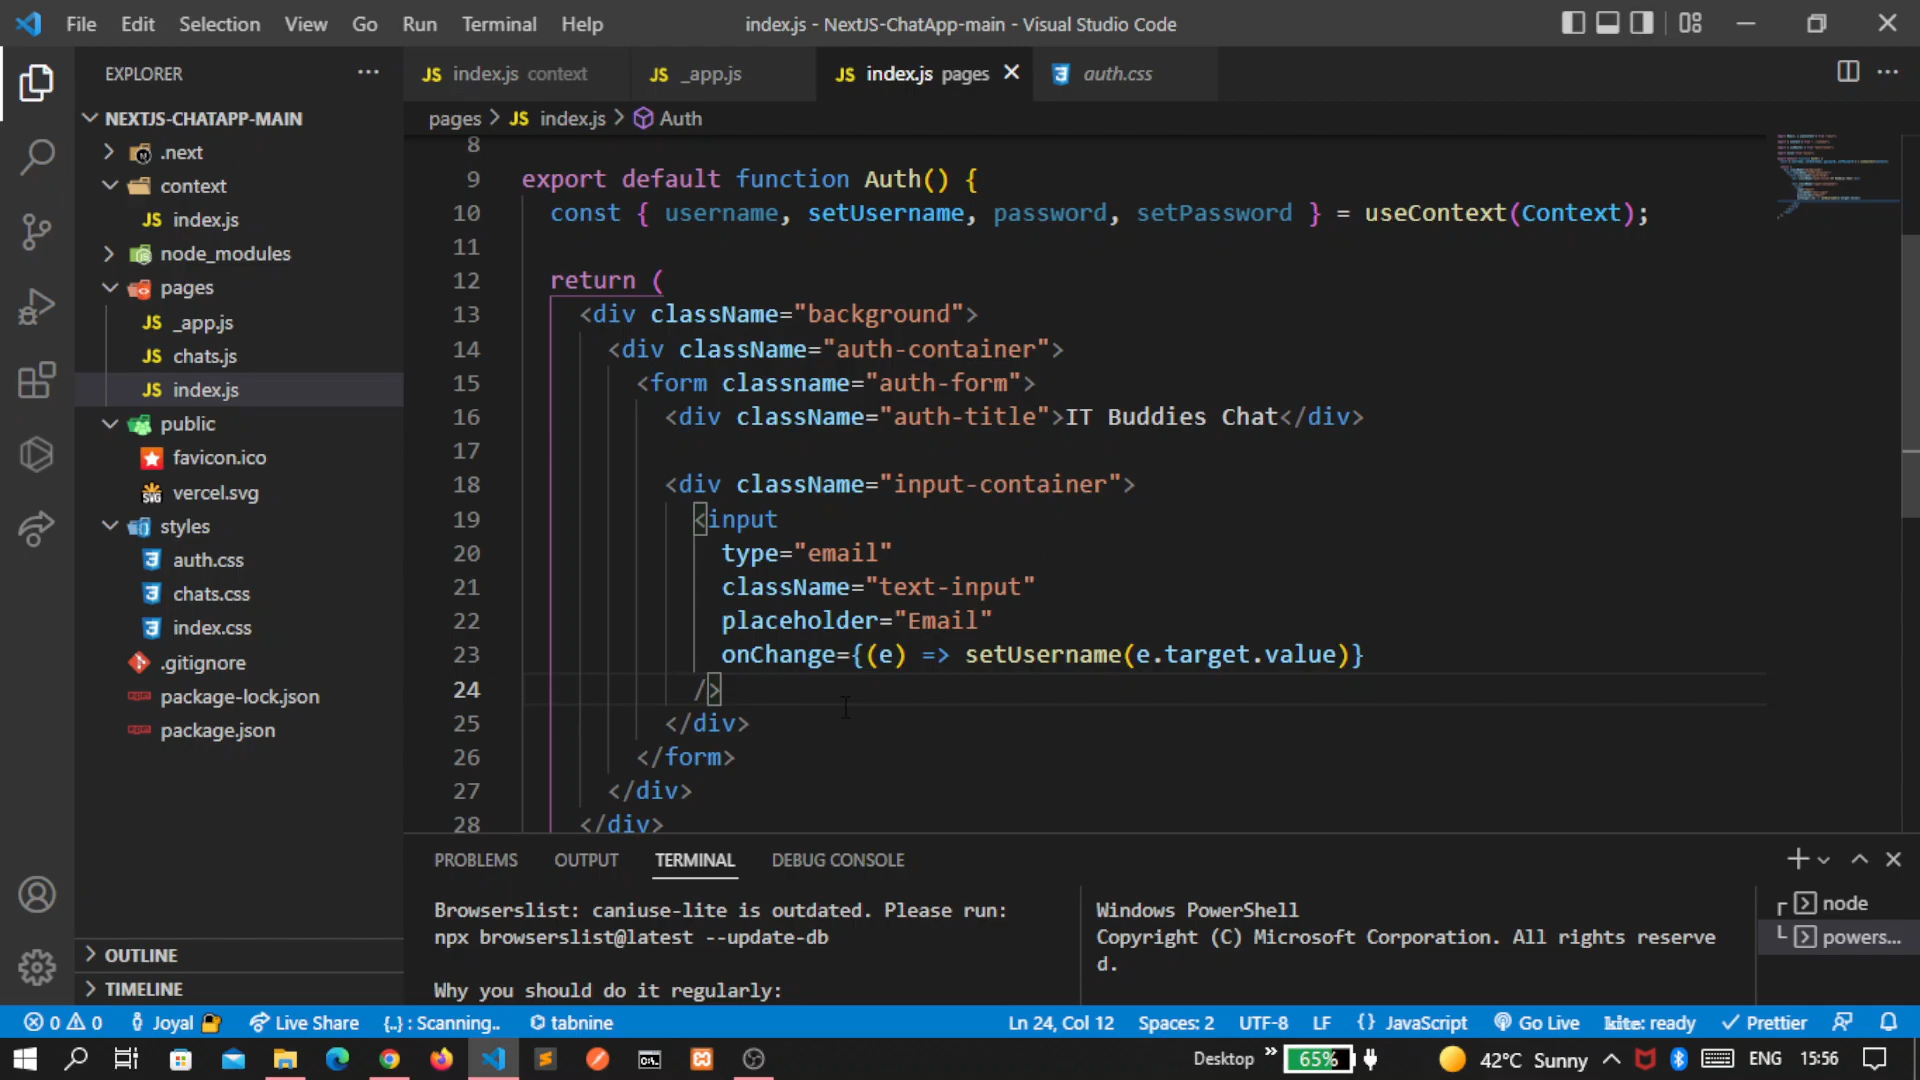 File Edit Selection View Go Run Terminal Help
index.js - NextJS-ChatApp-main - Visual Studio Code
EXPLORER
NEXTJS-CHATAPP-MAIN
.next
context
JS index.js
node_modules
pages
JS _app.js
JS chats.js
JS index.js
public
favicon.ico
vercel.svg
styles
auth.css
chats.css
index.css
.gitignore
package-lock.json
package.json
OUTLINE
TIMELINE
JS index.js context
JS _app.js
JS index.js pages
auth.css
pages > JS index.js > Auth
8
9 export default function Auth() {
10 const { username, setUsername, password, setPassword } = useContext(Context);
11
12 return (
13 <div className="background">
14 <div className="auth-container">
15 <form classname="auth-form">
16 <div className="auth-title">IT Buddies Chat</div>
17
18 <div className="input-container">
19 <input
20 type="email"
21 className="text-input"
22 placeholder="Email"
23 onChange={(e) => setUsername(e.target.value)}
24 />
25 </div>
26 </form>
27 </div>
28 </div>
PROBLEMS OUTPUT TERMINAL DEBUG CONSOLE
Browserslist: caniuse-lite is outdated. Please run:
npx browserslist@latest --update-db
Why you should do it regularly:
Windows PowerShell
Copyright (C) Microsoft Corporation. All rights reserve
d.
node
powers...
0 0 Joyal Live Share {..} : Scanning.. tabnine
Ln 24, Col 12 Spaces: 2 UTF-8 LF {} JavaScript Go Live kite: ready Prettier
Desktop 65% 42°C Sunny ENG 15:56